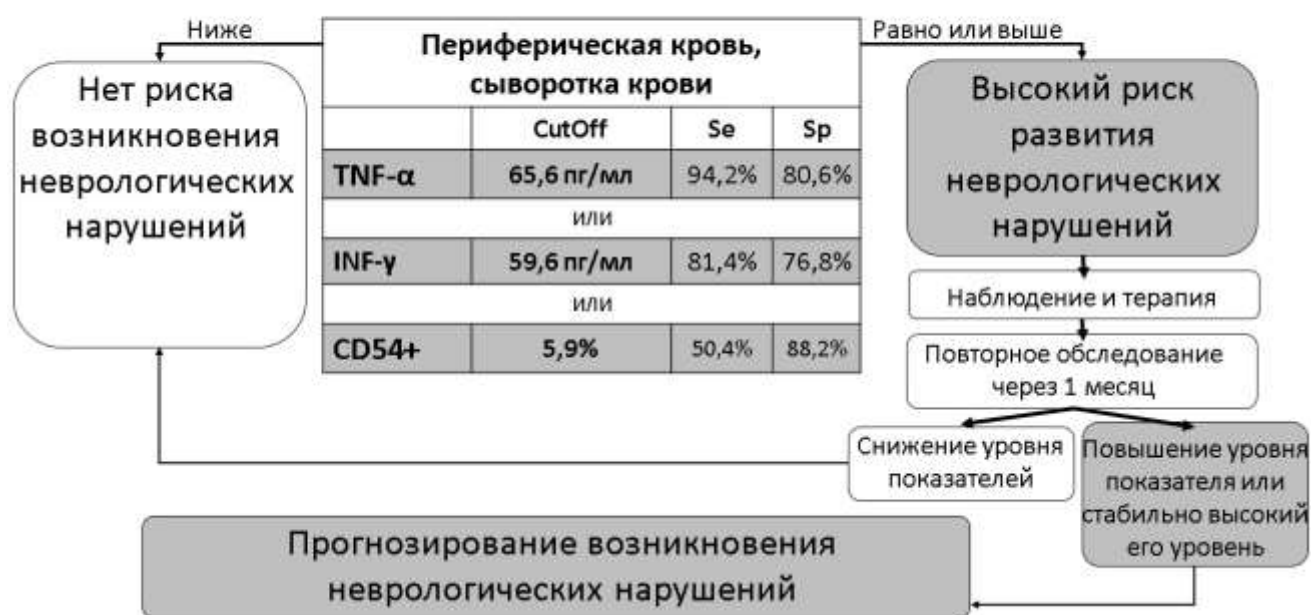 Ниже
Периферическая кровь,
сыворотка крови
Равно или выше
Нет риска
возникновения
неврологических
нарушений
CutOff Se Sp
TNF-α 65,6 пг/мл 94,2% 80,6%
или
INF-γ 59,6 пг/мл 81,4% 76,8%
или
CD54+ 5,9% 50,4% 88,2%
Высокий риск
развития
неврологических
нарушений
Наблюдение и терапия
Повторное обследование
через 1 месяц
Снижение уровня
показателей
Повышение уровня
показателя или
стабильно высокий
его уровень
Прогнозирование возникновения
неврологических нарушений